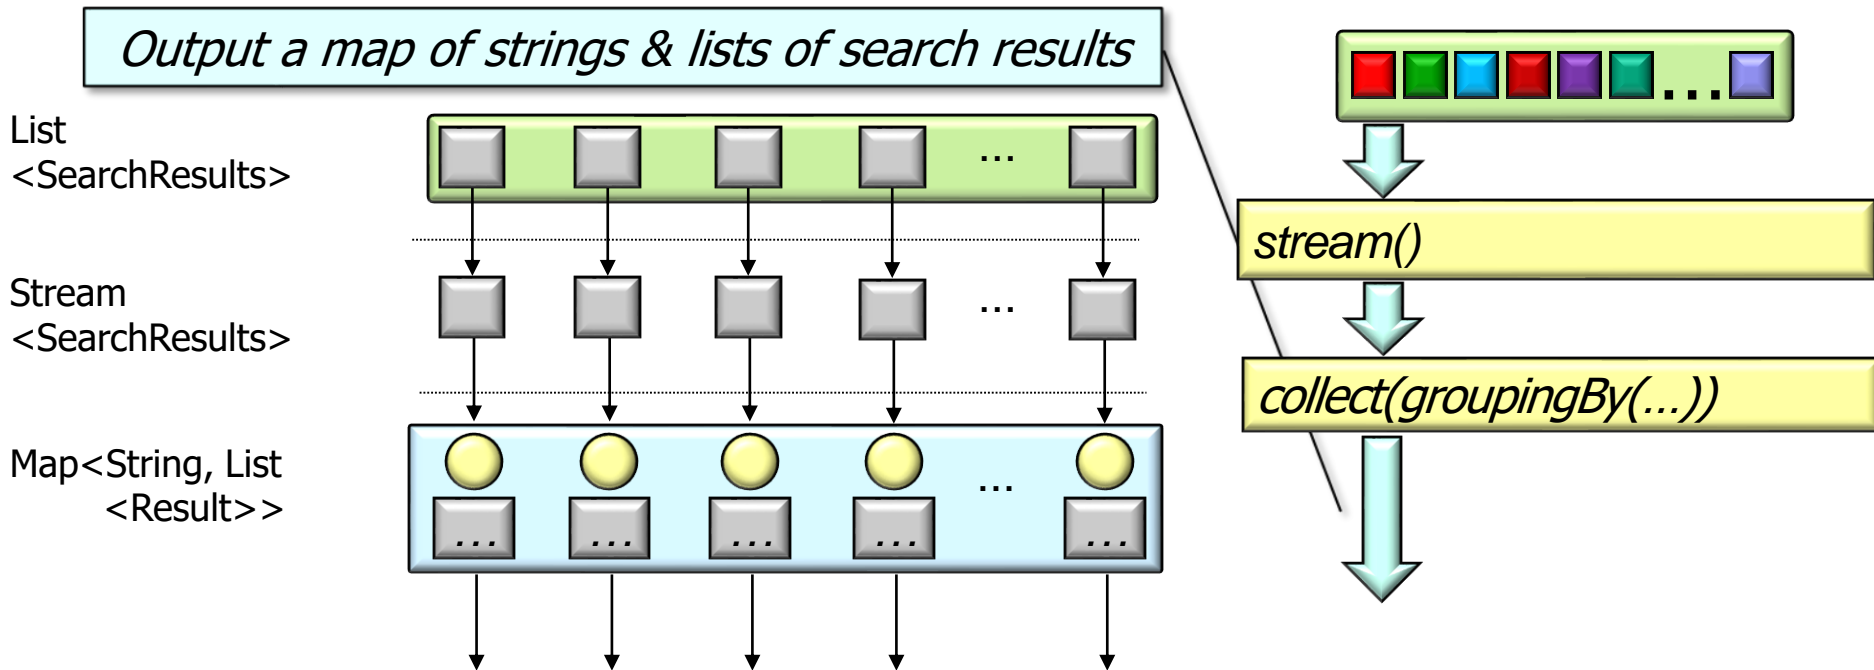 Output a map of strings & lists of search results
List
<SearchResults>
...
...
Stream
<SearchResults>
...
stream()
collect(groupingBy(...))
Map<String, List
<Result>>
...
... ... ... ... ...